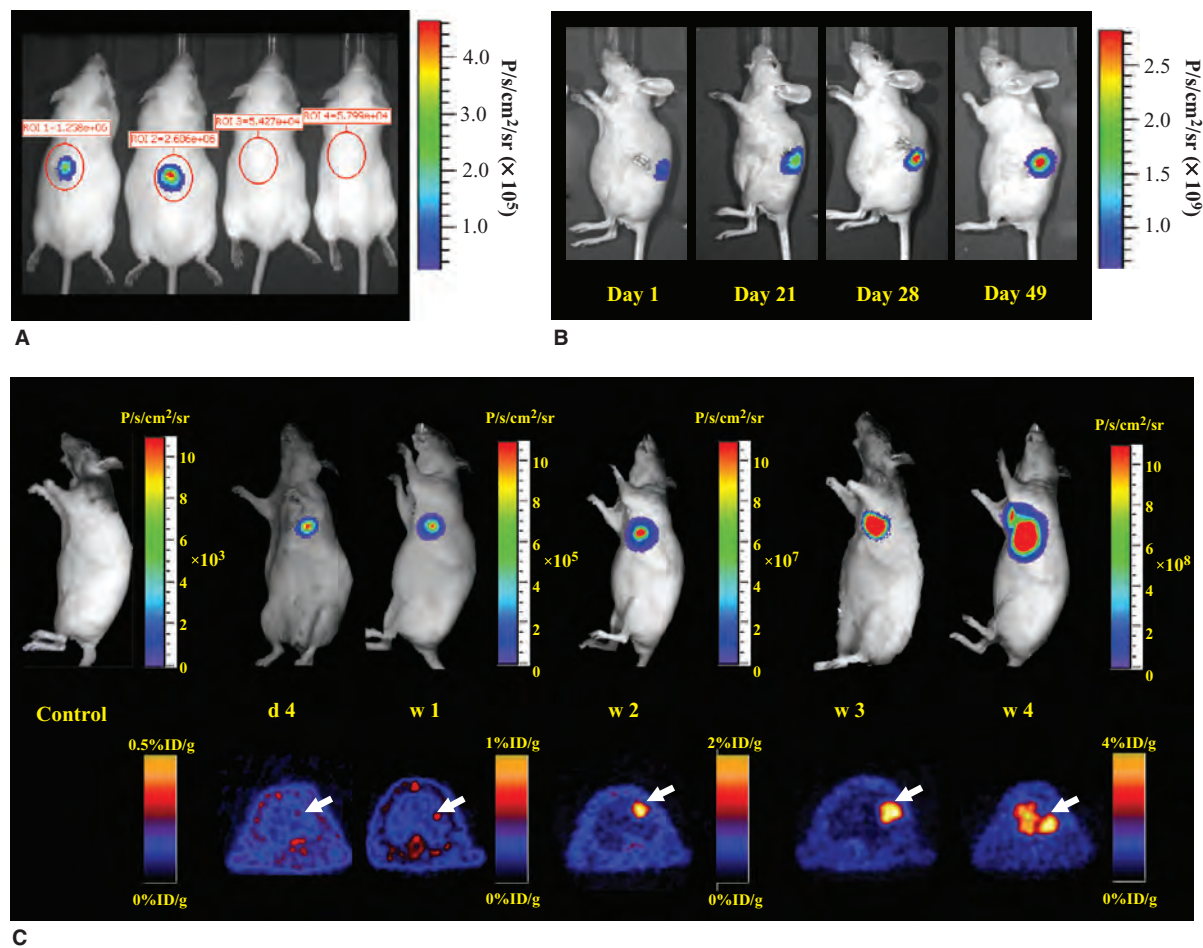 4.0
3.0
2.0
1.0
P/s/cm²/sr (× 10⁵)
ROI 1=1.258e+06
ROI 2=2.606e+06
ROI 3=5.427e+04
ROI 4=5.799e+04
A
2.5
2.0
1.5
1.0
P/s/cm²/sr (× 10⁹)
Day 1
Day 21
Day 28
Day 49
B
P/s/cm²/sr
P/s/cm²/sr
P/s/cm²/sr
P/s/cm²/sr
10
8
6
×10³
4
2
0
10
8
6
×10⁵
4
2
0
10
8
6
×10⁷
4
2
0
10
8
6
×10⁸
4
2
0
Control
d 4
w 1
w 2
w 3
w 4
0.5%ID/g
1%ID/g
2%ID/g
4%ID/g
0%ID/g
0%ID/g
0%ID/g
0%ID/g
C